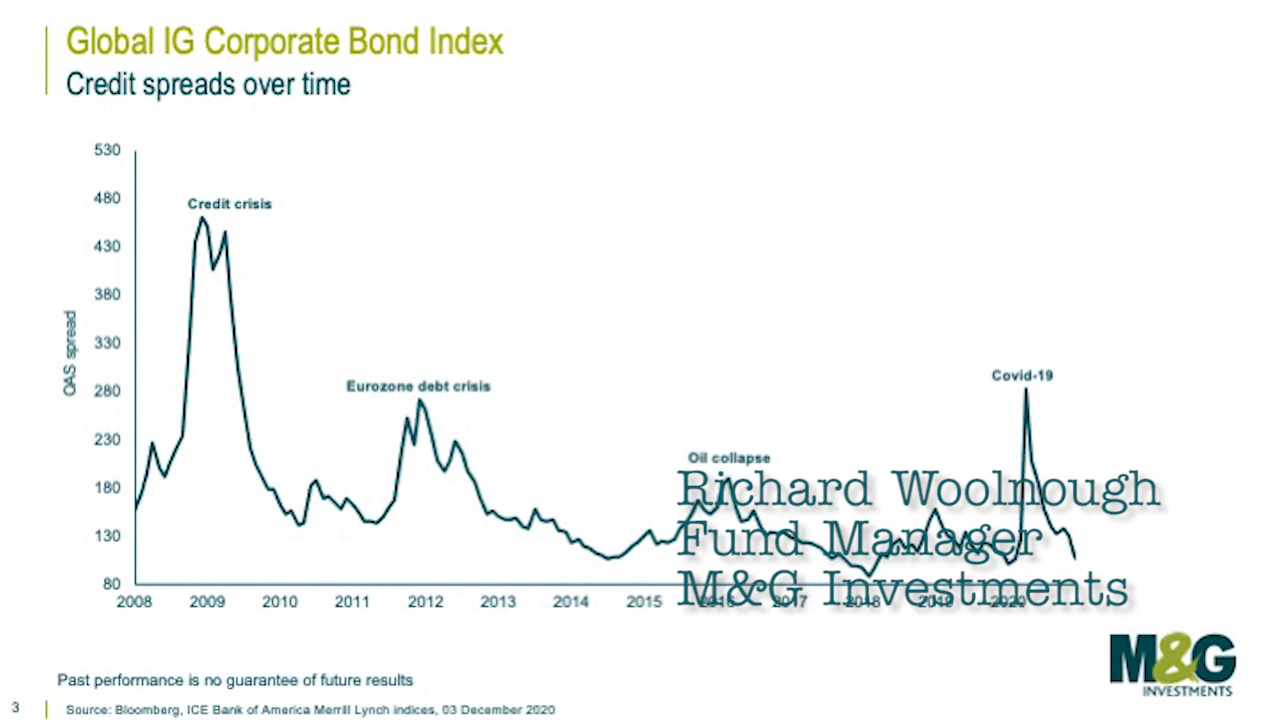 Global IG Corporate Bond Index
Credit spreads over time
530
480
430
380
330
280
230
180
130
80
OAS spread
Credit crisis
Eurozone debt crisis
Oil collapse
Covid-19
2008 2009 2010 2011 2012 2013 2014 2015 2016 2017 2018 2019 2020
Richard Woolnough
Fund Manager
M&G Investments
Past performance is no guarantee of future results
3
Source: Bloomberg, ICE Bank of America Merrill Lynch indices, 03 December 2020
M&G
INVESTMENTS